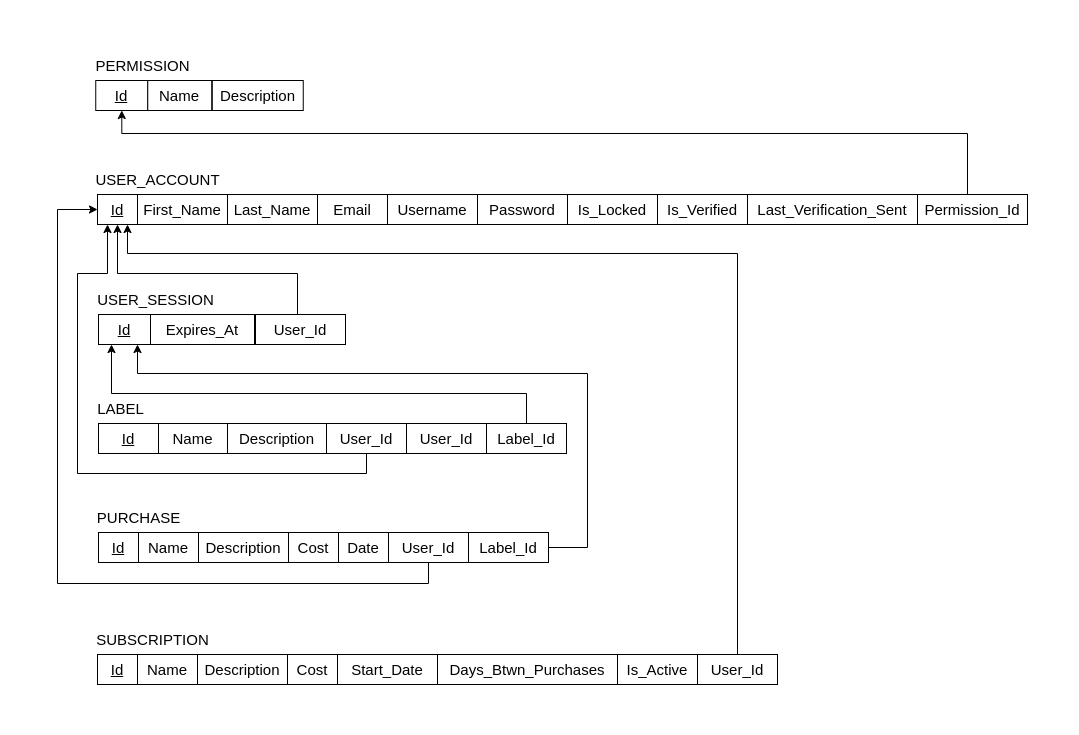 PERMISSION
Id Name Description
USER_ACCOUNT
Id First_Name Last_Name Email Username Password Is_Locked Is_Verified Last_Verification_Sent Permission_Id
USER_SESSION
Id Expires_At User_Id
LABEL
Id Name Description User_Id User_Id Label_Id
PURCHASE
Id Name Description Cost Date User_Id Label_Id
SUBSCRIPTION
Id Name Description Cost Start_Date Days_Btwn_Purchases Is_Active User_Id